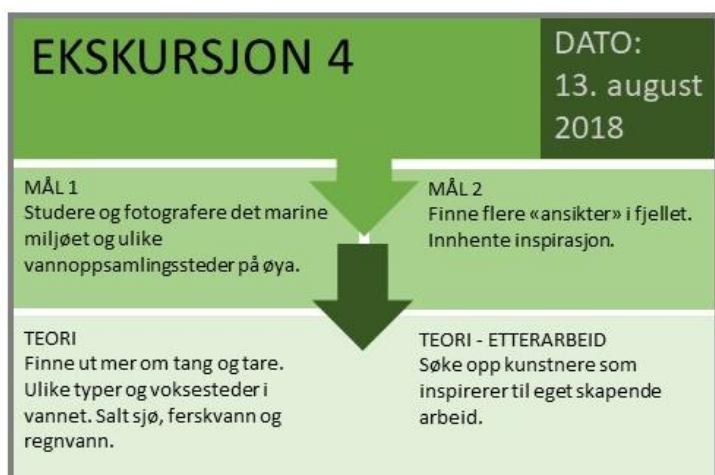 EKSKURSJON 4
DATO:
13. august
2018
MÅL 1
Studere og fotografere det marine
miljøet og ulike
vannoppsamlingssteder på øya.
MÅL 2
Finne flere «ansikter» i fjellet.
Innhente inspirasjon.
TEORI
Finne ut mer om tang og tare.
Ulike typer og voksesteder i
vannet. Salt sjø, ferskvann og
regnvann.
TEORI - ETTERARBEID
Søke opp kunstnere som
inspirerer til eget skapende
arbeid.